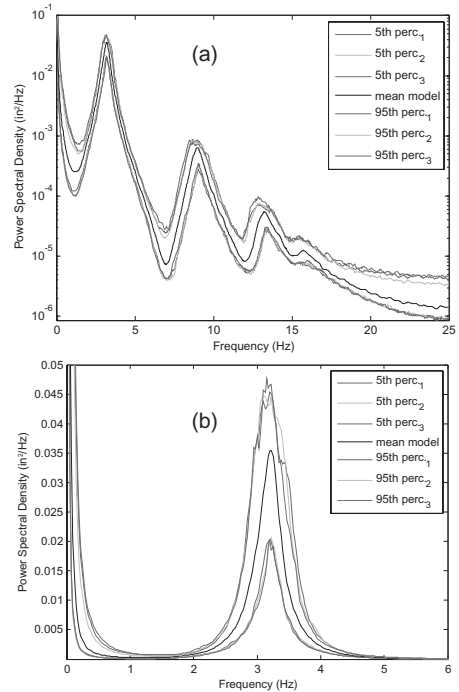 10⁻¹
10⁻²
10⁻³
10⁻⁴
10⁻⁵
10⁻⁶
Power Spectral Density (in²/Hz)
(a)
5th perc.₁
5th perc.₂
5th perc.₃
mean model
95th perc.₁
95th perc.₂
95th perc.₃
0 5 10 15 20 25
Frequency (Hz)
0.05
0.045
0.04
0.035
0.03
0.025
0.02
0.015
0.01
0.005
Power Spectral Density (in²/Hz)
(b)
5th perc.₁
5th perc.₂
5th perc.₃
mean model
95th perc.₁
95th perc.₂
95th perc.₃
0 1 2 3 4 5 6
Frequency (Hz)